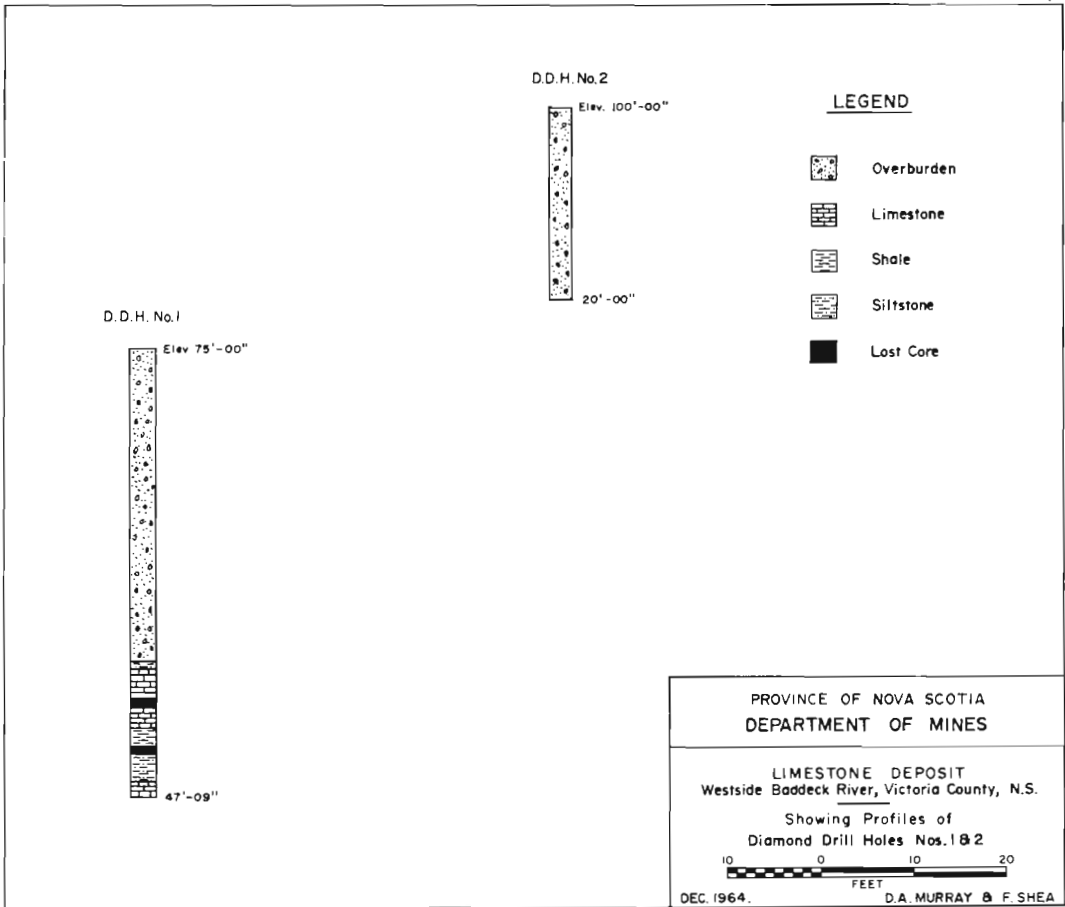 D.D.H. No. 2
Elev. 100'-00"
20'-00"
D.D.H. No. 1
Elev 75'-00"
47'-09"
LEGEND
Overburden
Limestone
Shale
Siltstone
Lost Core
PROVINCE OF NOVA SCOTIA
DEPARTMENT OF MINES
LIMESTONE DEPOSIT
Westside Baddeck River, Victoria County, N.S.
Showing Profiles of
Diamond Drill Holes Nos. 1 & 2
10 0 10 20
FEET
DEC. 1964. D.A. MURRAY & F. SHEA